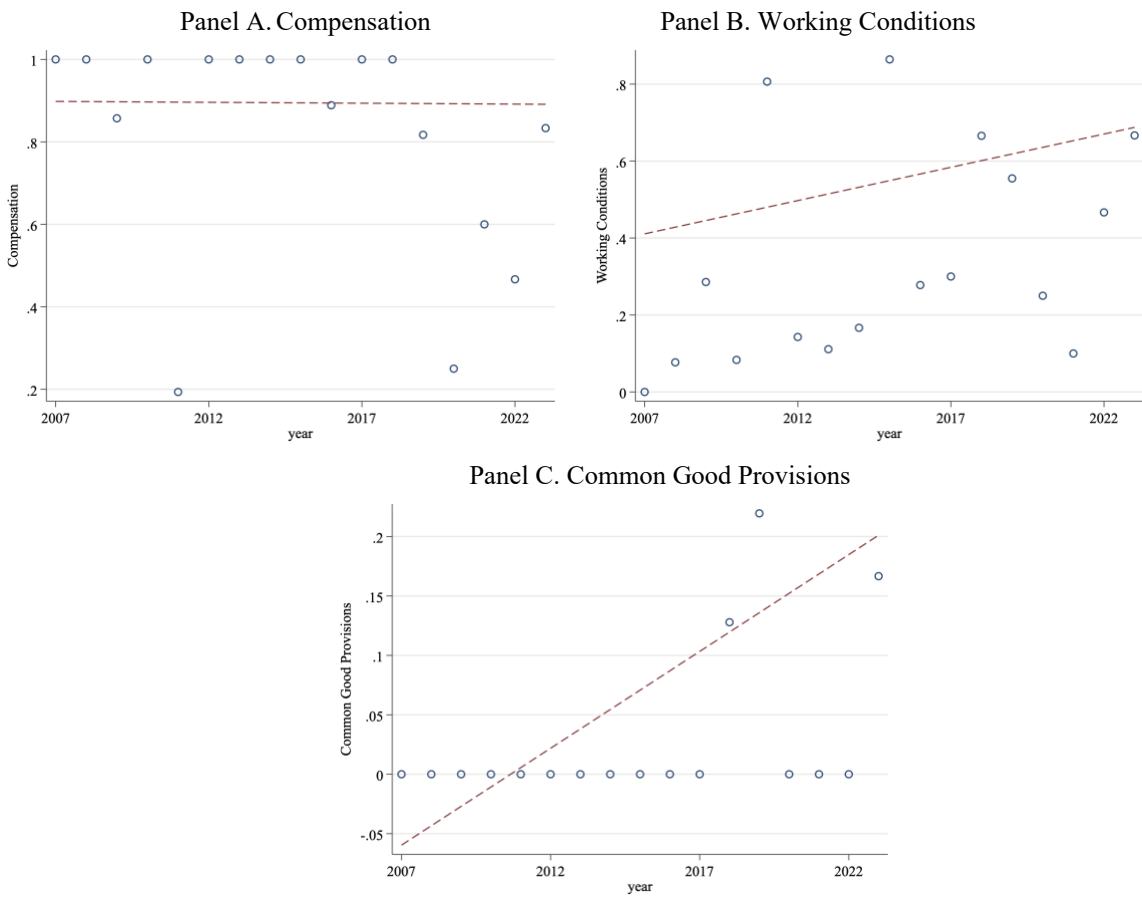 Panel A. Compensation
Compensation
1
.8
.6
.4
.2
2007 2012 2017 2022
year
Panel B. Working Conditions
Working Conditions
.8
.6
.4
.2
0
2007 2012 2017 2022
year
Panel C. Common Good Provisions
Common Good Provisions
.2
.15
.1
.05
0
-.05
2007 2012 2017 2022
year